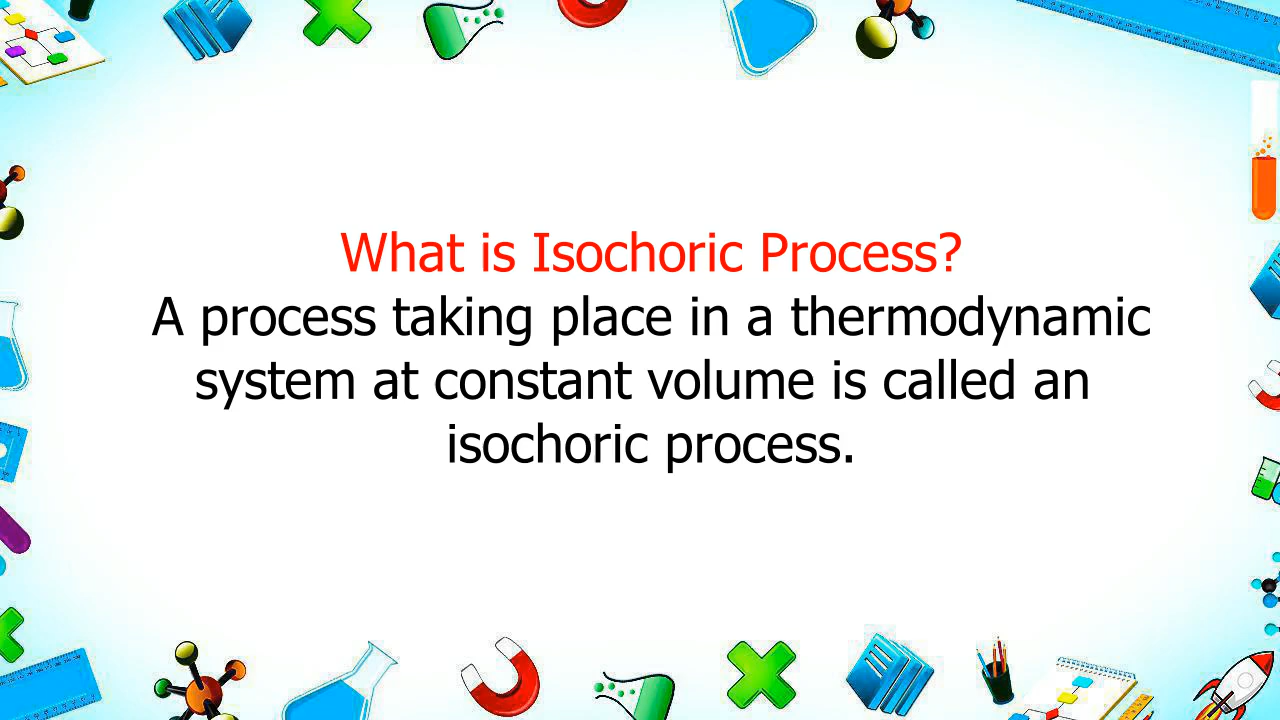 What is Isochoric Process?
A process taking place in a thermodynamic
system at constant volume is called an
isochoric process.